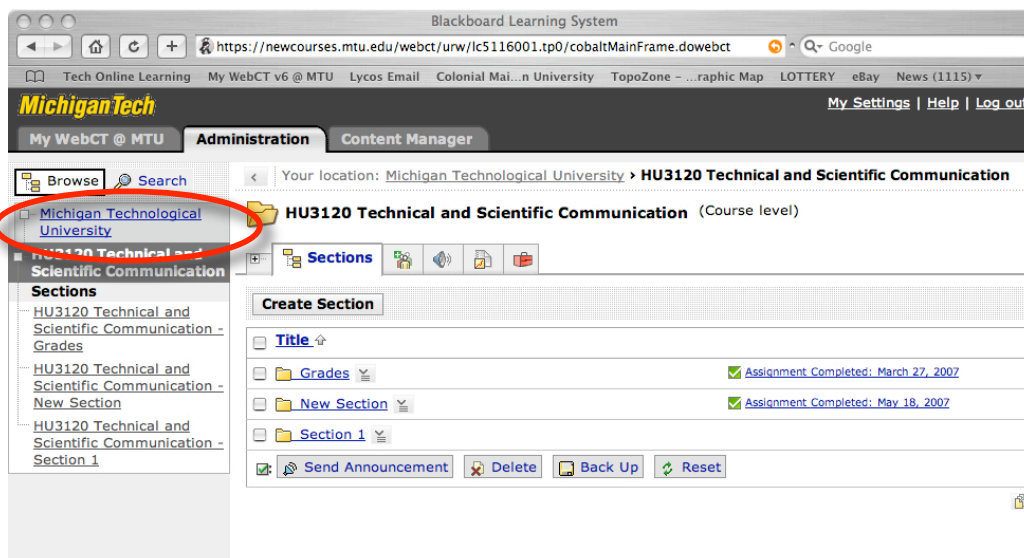 Blackboard Learning System
https://newcourses.mtu.edu/webct/urw/lc5116001.tp0/cobaltMainFrame.dowebct
Google
Tech Online Learning My WebCT v6 @ MTU Lycos Email Colonial Mai...n University TopoZone – ...raphic Map LOTTERY eBay News (1115)
MichiganTech
My Settings | Help | Log out
My WebCT @ MTU Administration Content Manager
Browse Search
Your location: Michigan Technological University › HU3120 Technical and Scientific Communication
Michigan Technological
University
HU3120 Technical and
Scientific Communication
Sections
HU3120 Technical and
Scientific Communication -
Grades
HU3120 Technical and
Scientific Communication -
New Section
HU3120 Technical and
Scientific Communication -
Section 1
HU3120 Technical and Scientific Communication (Course level)
Sections
Create Section
Title
Grades Assignment Completed: March 27, 2007
New Section Assignment Completed: May 18, 2007
Section 1
Send Announcement Delete Back Up Reset